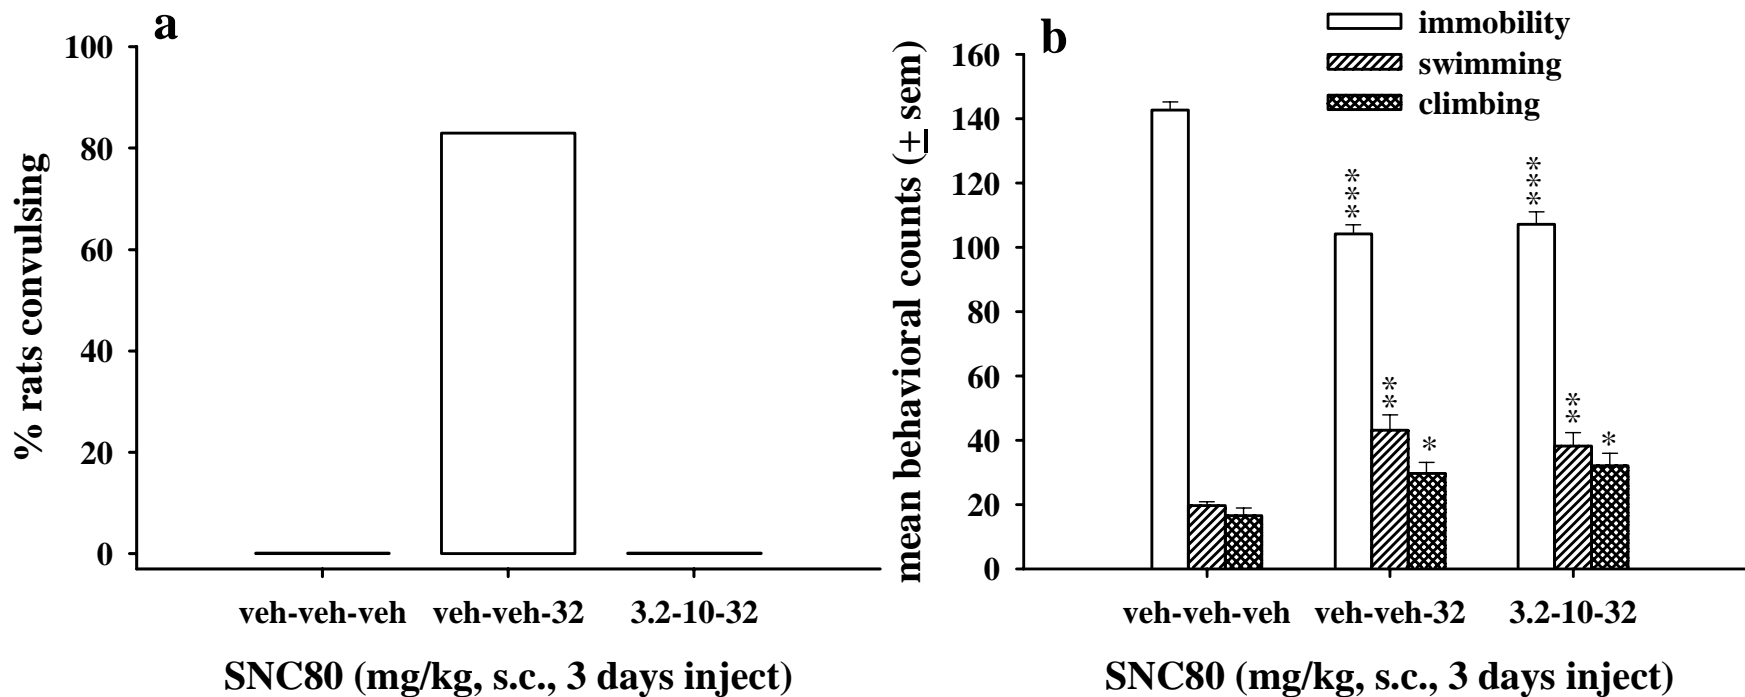 a
100
80
60
40
20
0
% rats convulsing
veh-veh-veh veh-veh-32 3.2-10-32
SNC80 (mg/kg, s.c., 3 days inject)
b
immobility
swimming
climbing
160
140
120
100
80
60
40
20
0
mean behavioral counts (± sem)
***
**
*
***
**
*
veh-veh-veh veh-veh-32 3.2-10-32
SNC80 (mg/kg, s.c., 3 days inject)